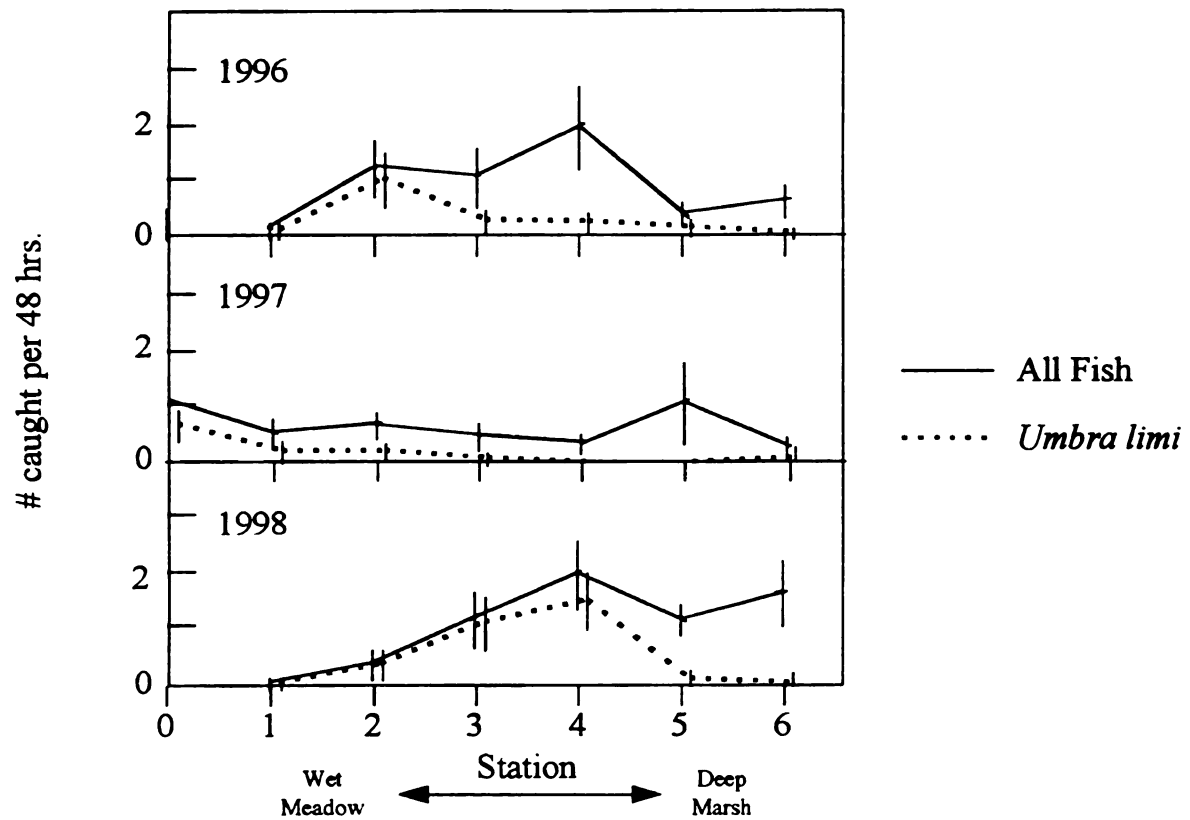 1996
2
0
1997
2
0
1998
2
0
# caught per 48 hrs.
0 1 2 3 4 5 6
Station
Wet Meadow
Deep Marsh
All Fish
Umbra limi